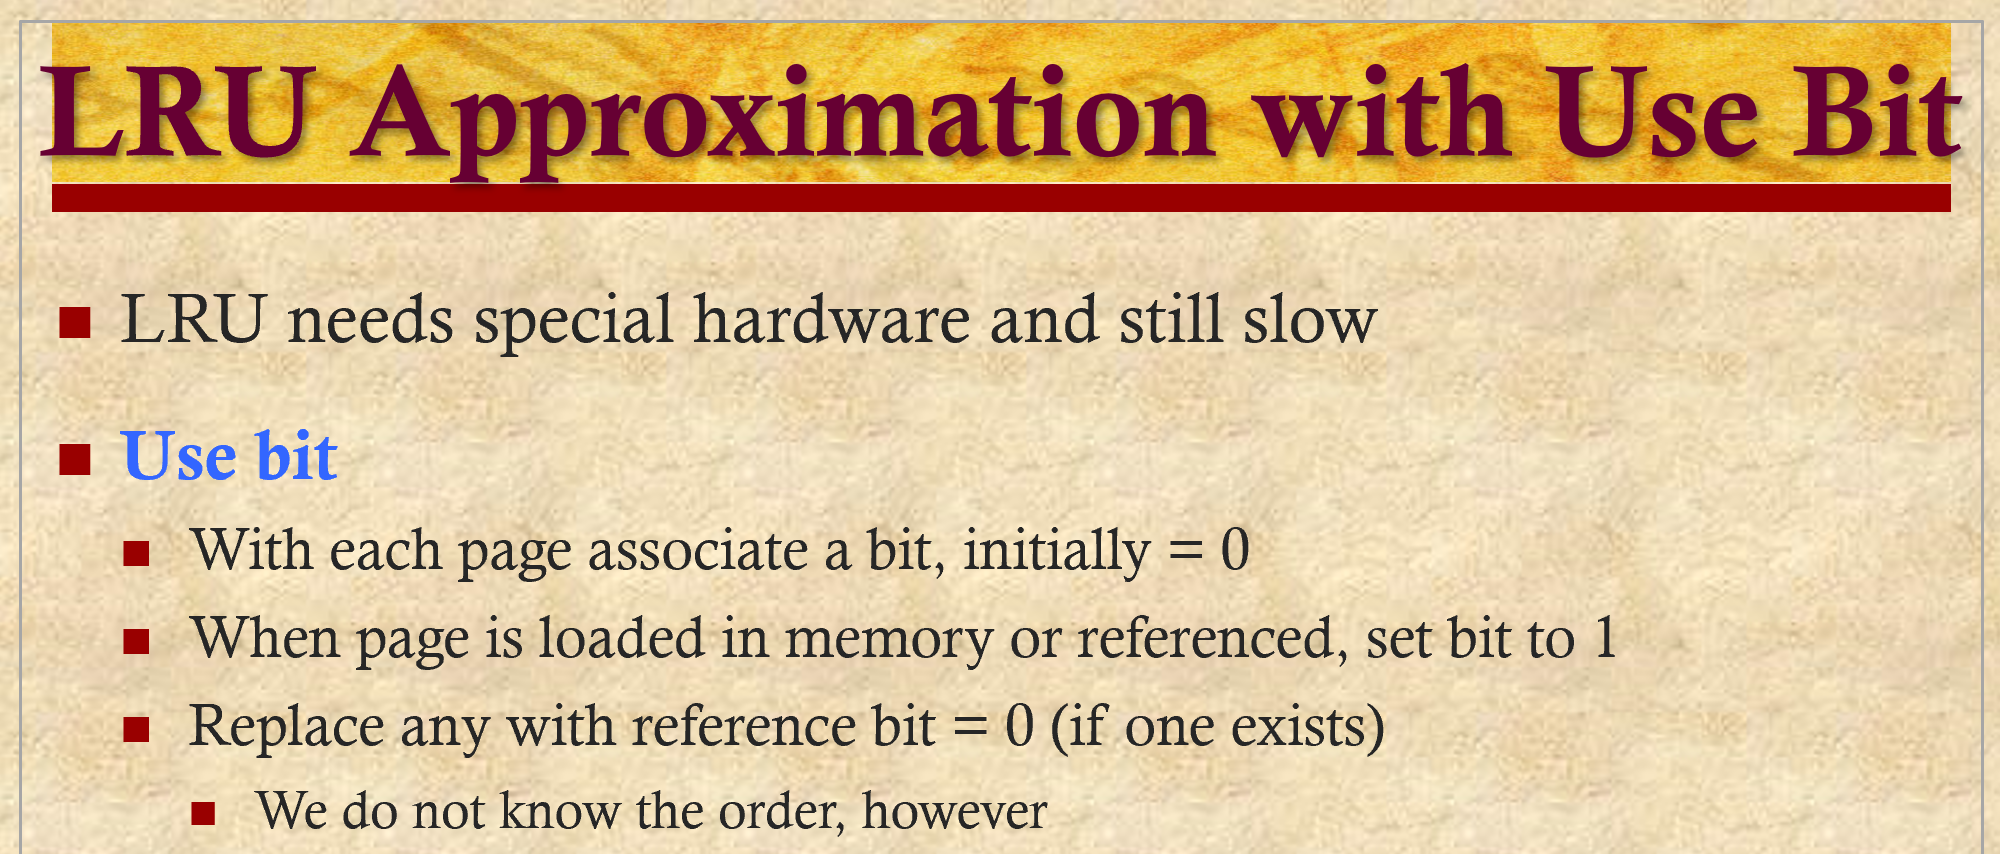 LRU Approximation with Use Bit
LRU needs special hardware and still slow
Use bit
With each page associate a bit, initially = 0
When page is loaded in memory or referenced, set bit to 1
Replace any with reference bit = 0 (if one exists)
We do not know the order, however